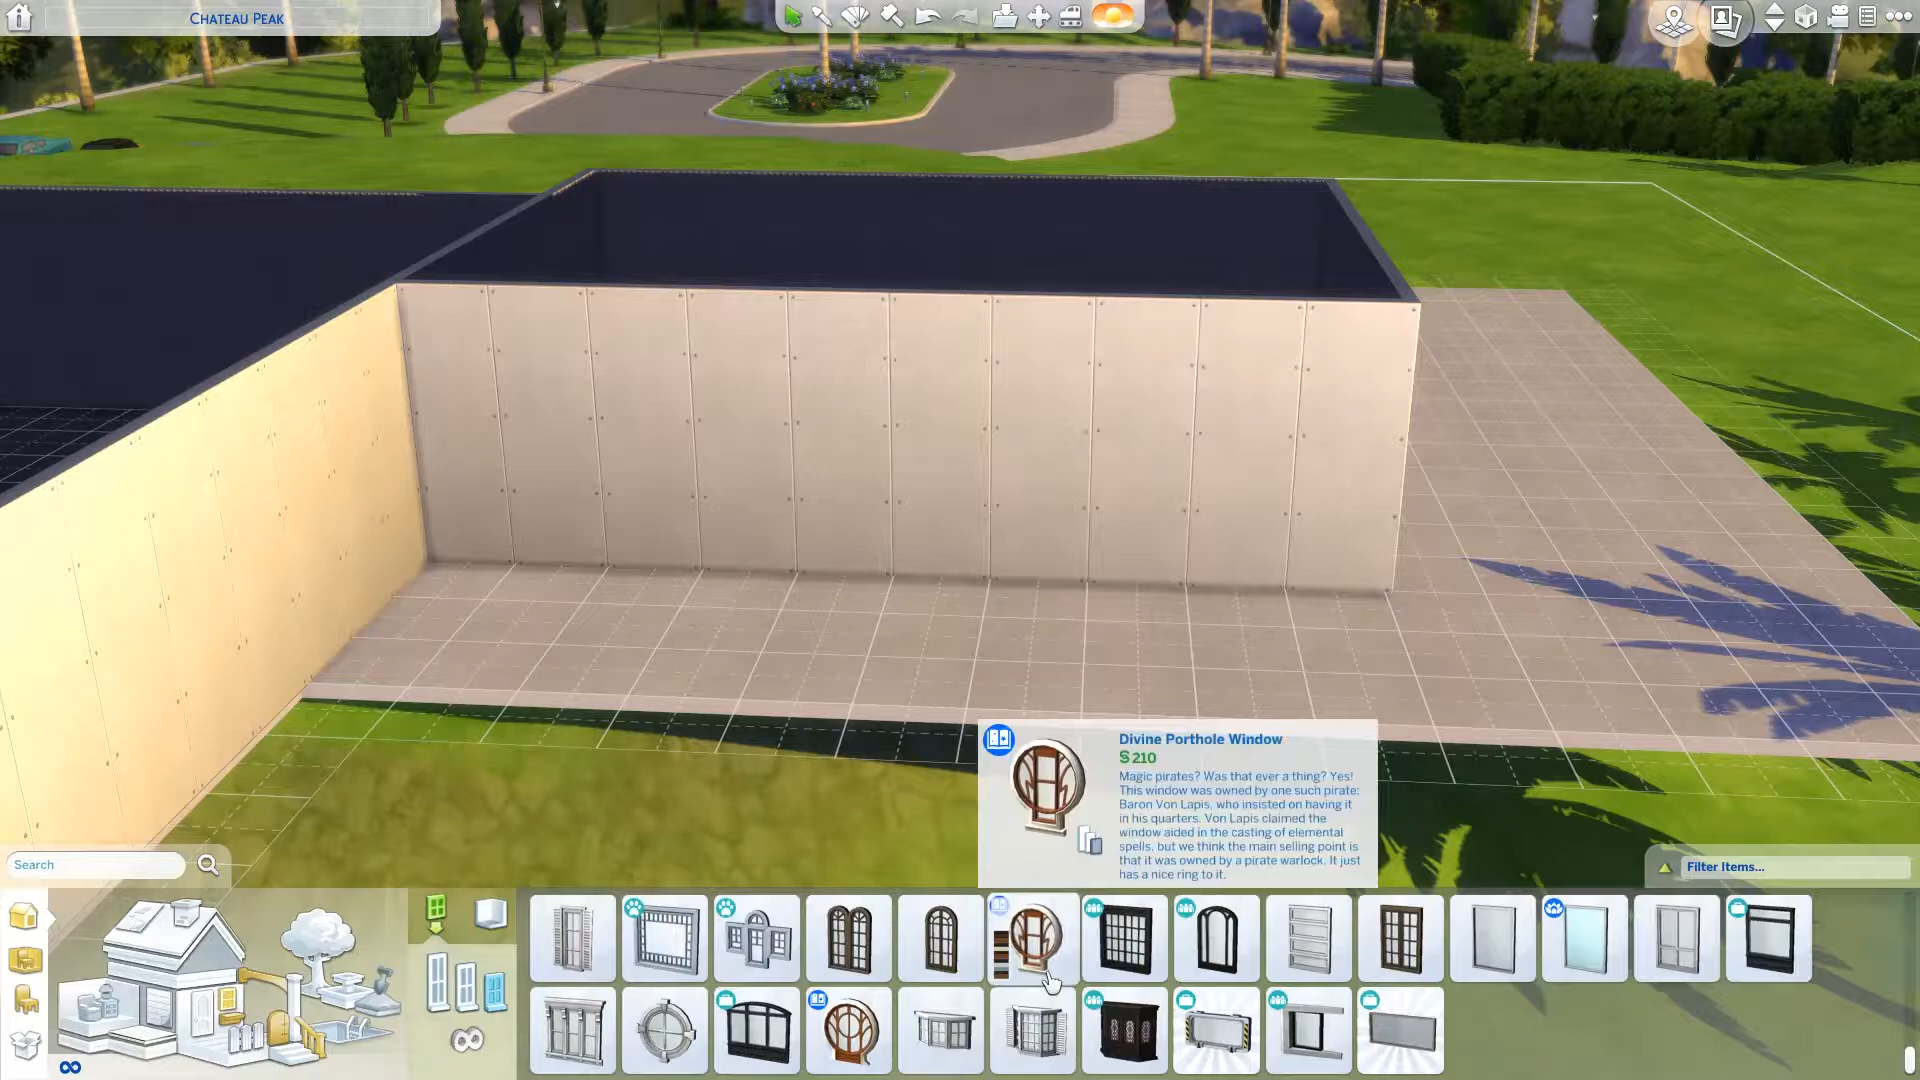 CHATEAU PEAK
Divine Porthole Window
§210
Magic pirates? Was that ever a thing? Yes!
This window was owned by one such pirate:
Baron Von Lapis, who insisted on having it
in his quarters. Von Lapis claimed the
window aided in the casting of elemental
spells, but we think the main selling point is
that it was owned by a pirate warlock. It just
has a nice ring to it.
Search
Filter Items...